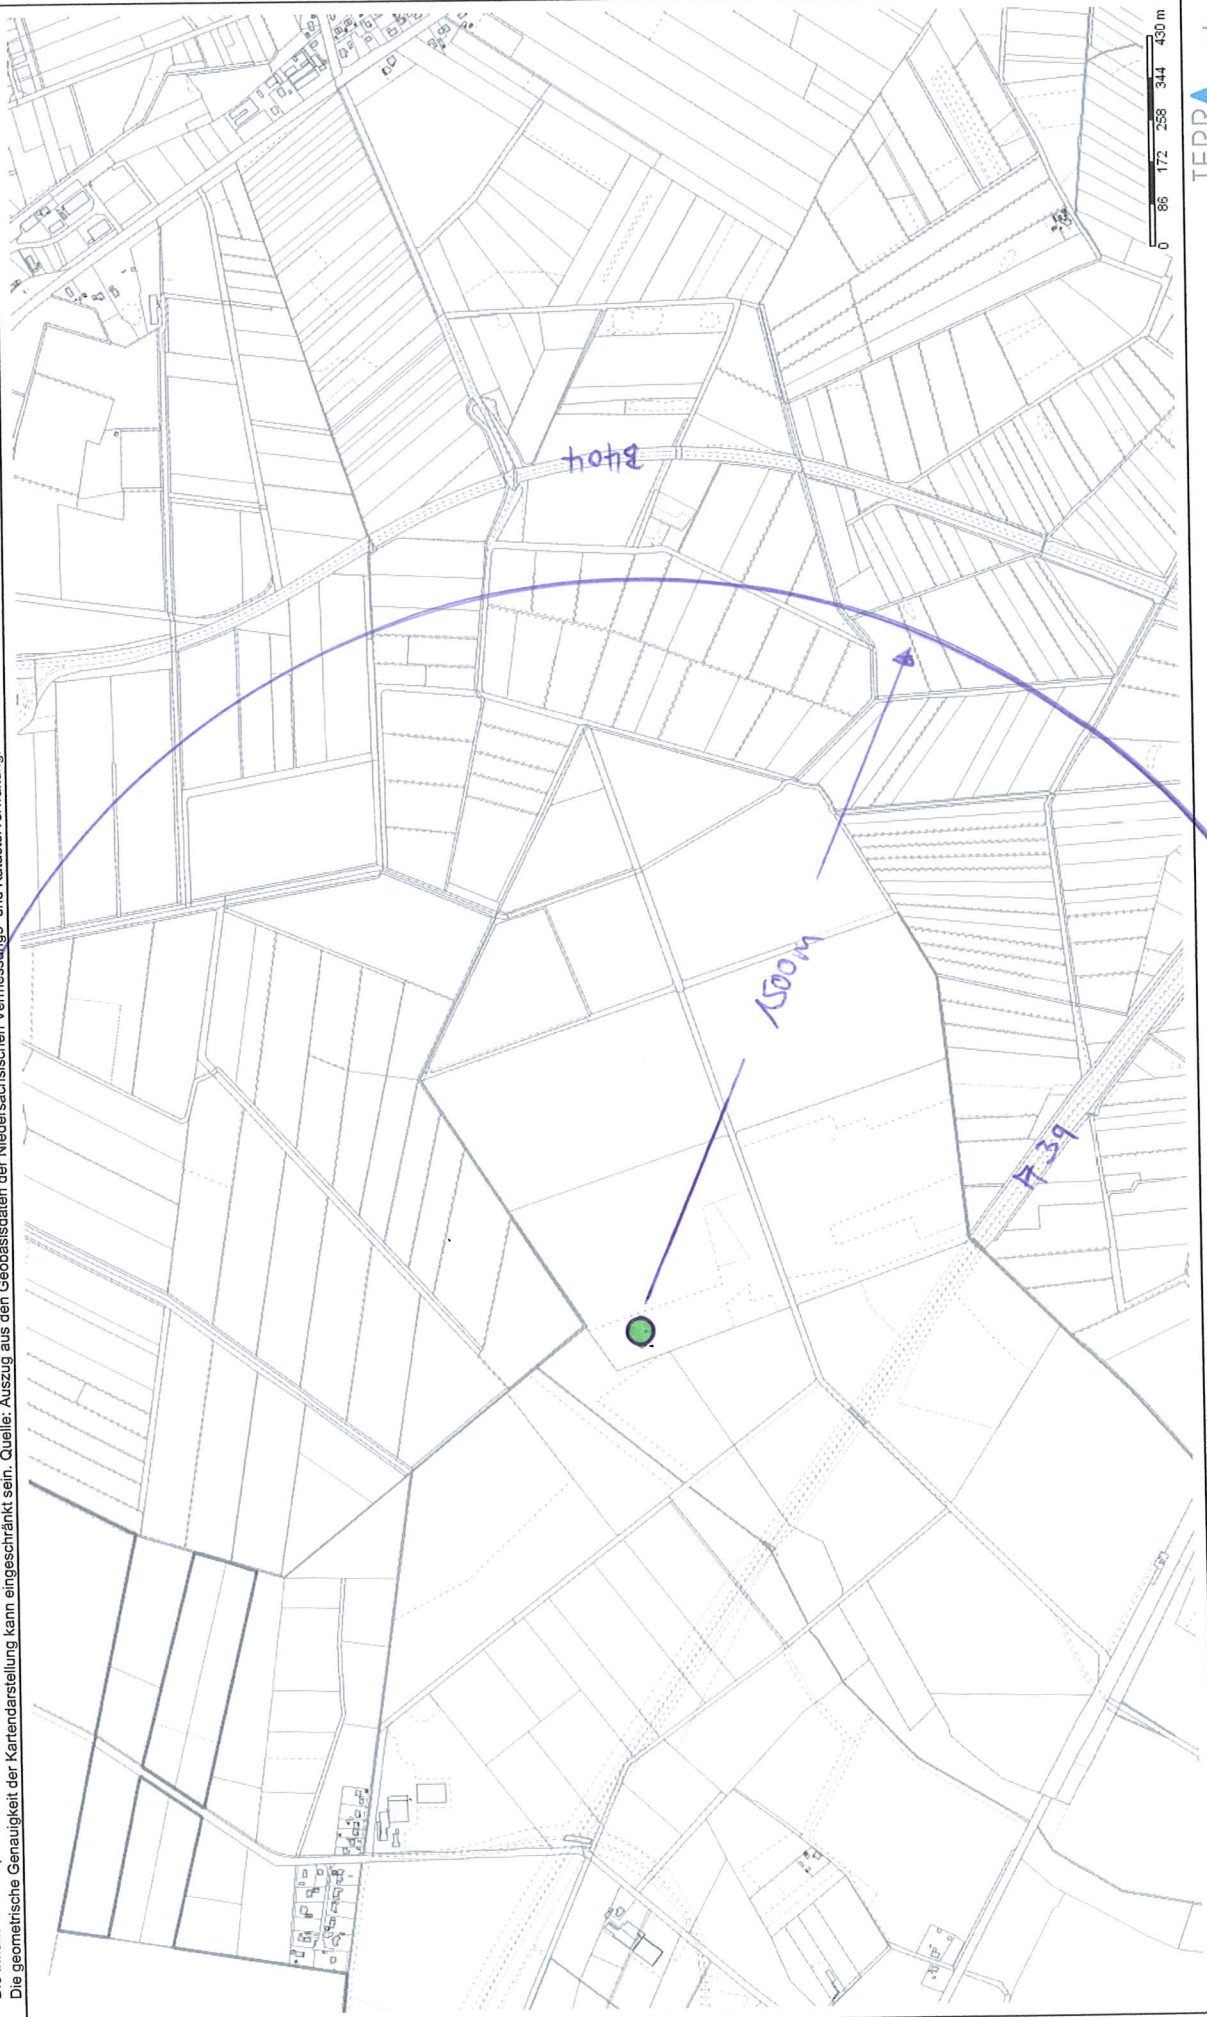 Die geometrische Genauigkeit der Kartendarstellung kann eingeschränkt sein. Quelle: Auszug aus den Geobasisdaten der Niedersächsischen Vermessungs- und Katasterverwaltung.
B404
1500m
A 39
0 86 172 258 344 430 m
TERR